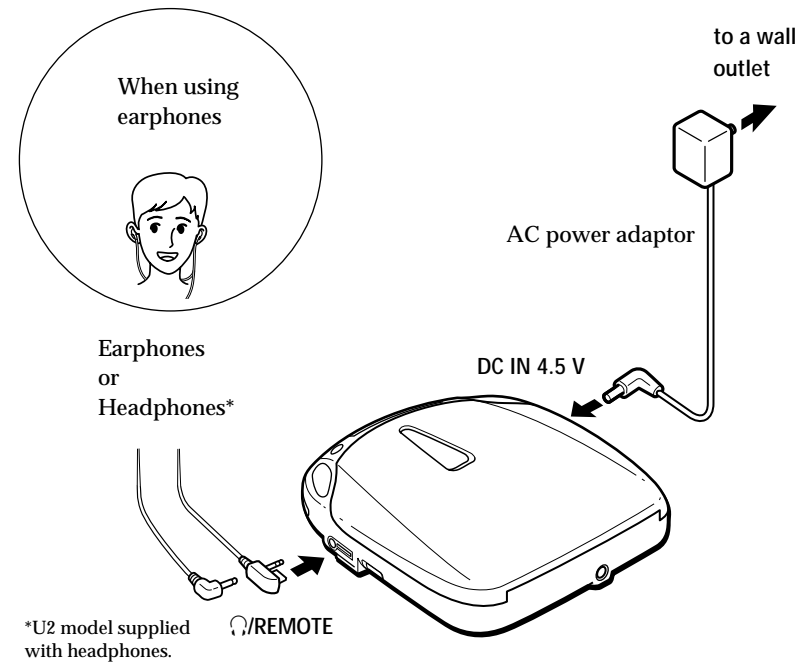 When using
earphones
to a wall
outlet
AC power adaptor
Earphones
or
Headphones*
DC IN 4.5 V
*U2 model supplied
with headphones.
🎧/REMOTE